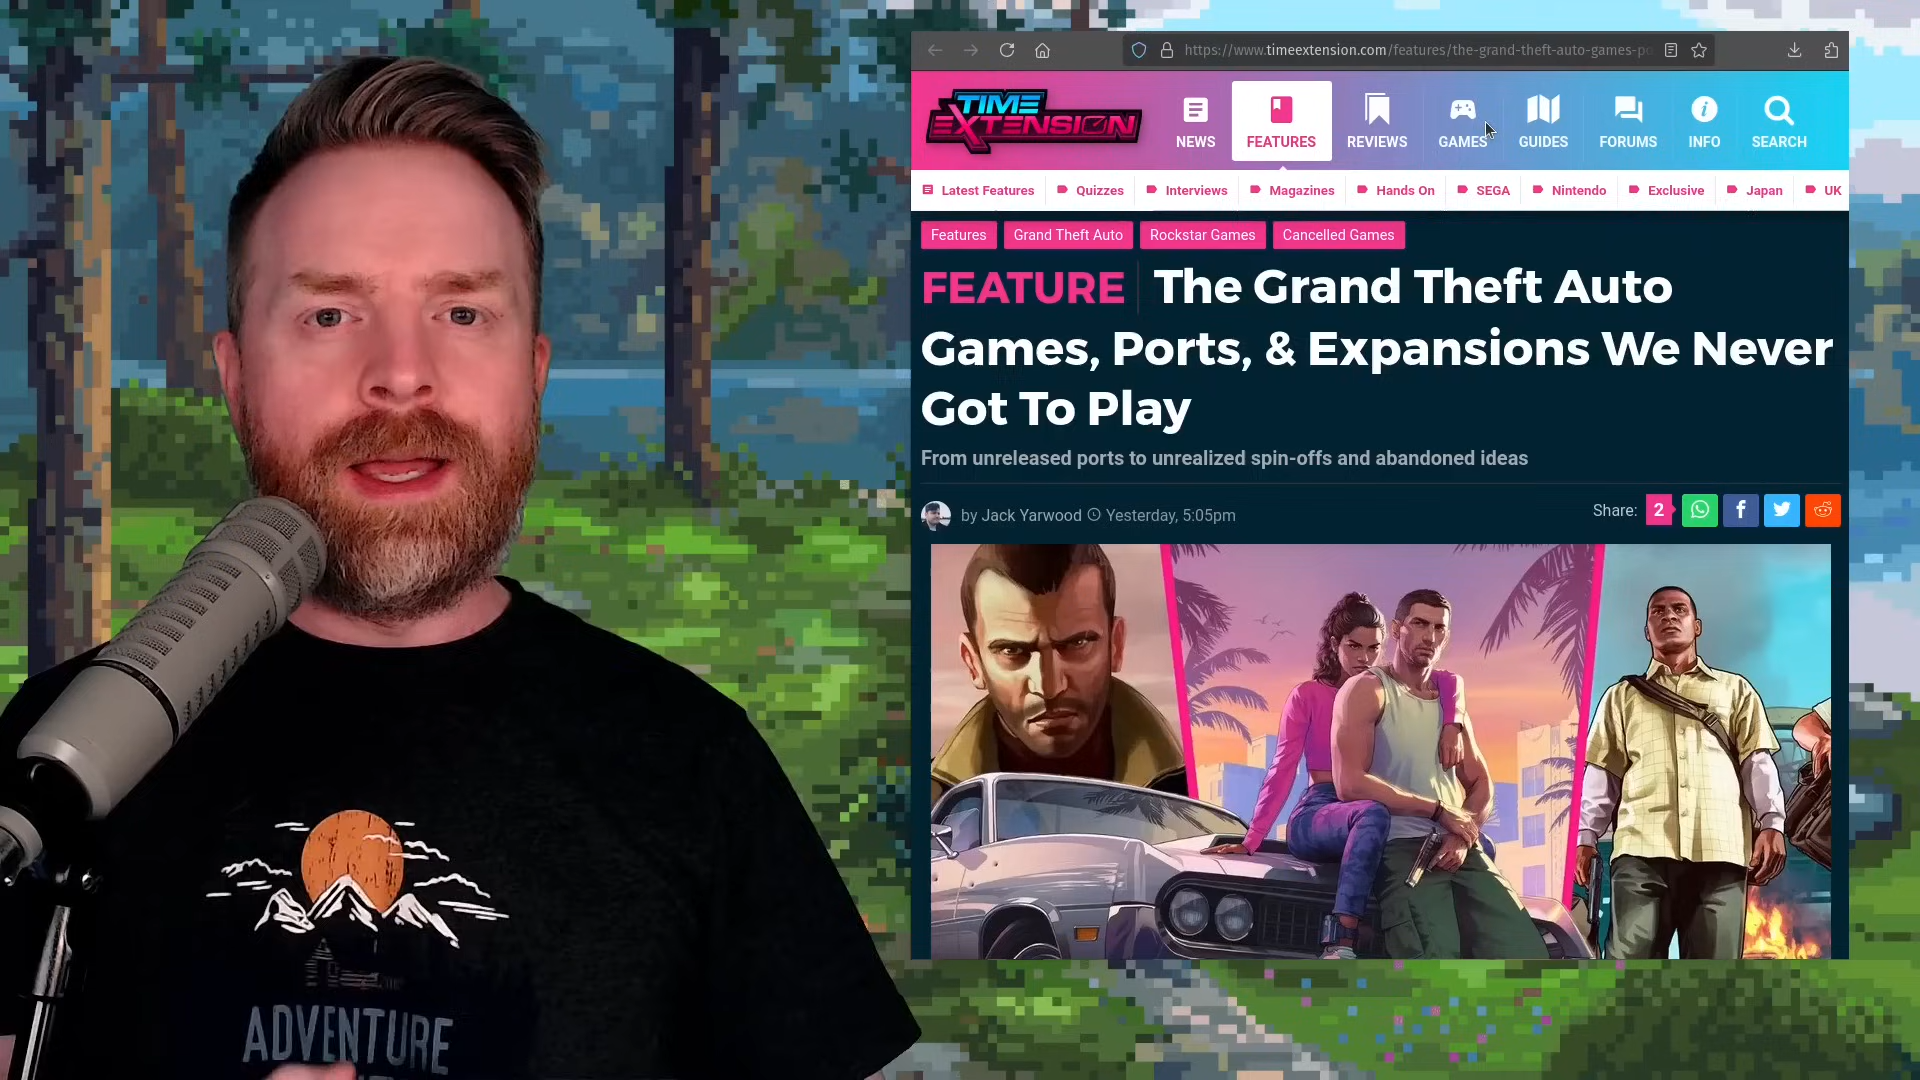 https://www.timeextension.com/features/the-grand-theft-auto-games-po
TIME
EXTENSION
NEWS
FEATURES
REVIEWS
GAMES
GUIDES
FORUMS
INFO
SEARCH
Latest Features
Quizzes
Interviews
Magazines
Hands On
SEGA
Nintendo
Exclusive
Japan
UK
Features
Grand Theft Auto
Rockstar Games
Cancelled Games
FEATURE The Grand Theft Auto
Games, Ports, & Expansions We Never
Got To Play
From unreleased ports to unrealized spin-offs and abandoned ideas
by Jack Yarwood Yesterday, 5:05pm
Share: 2
ADVENTURE